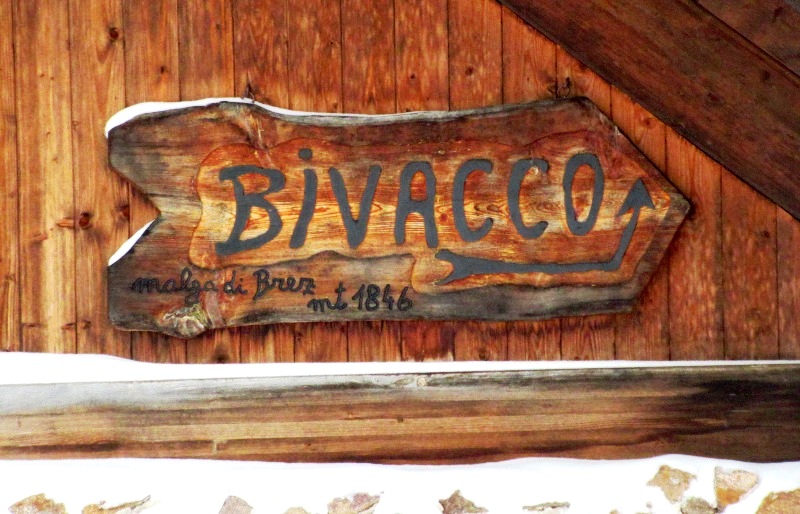 BiVACCO
malga di Brez
mt 1846